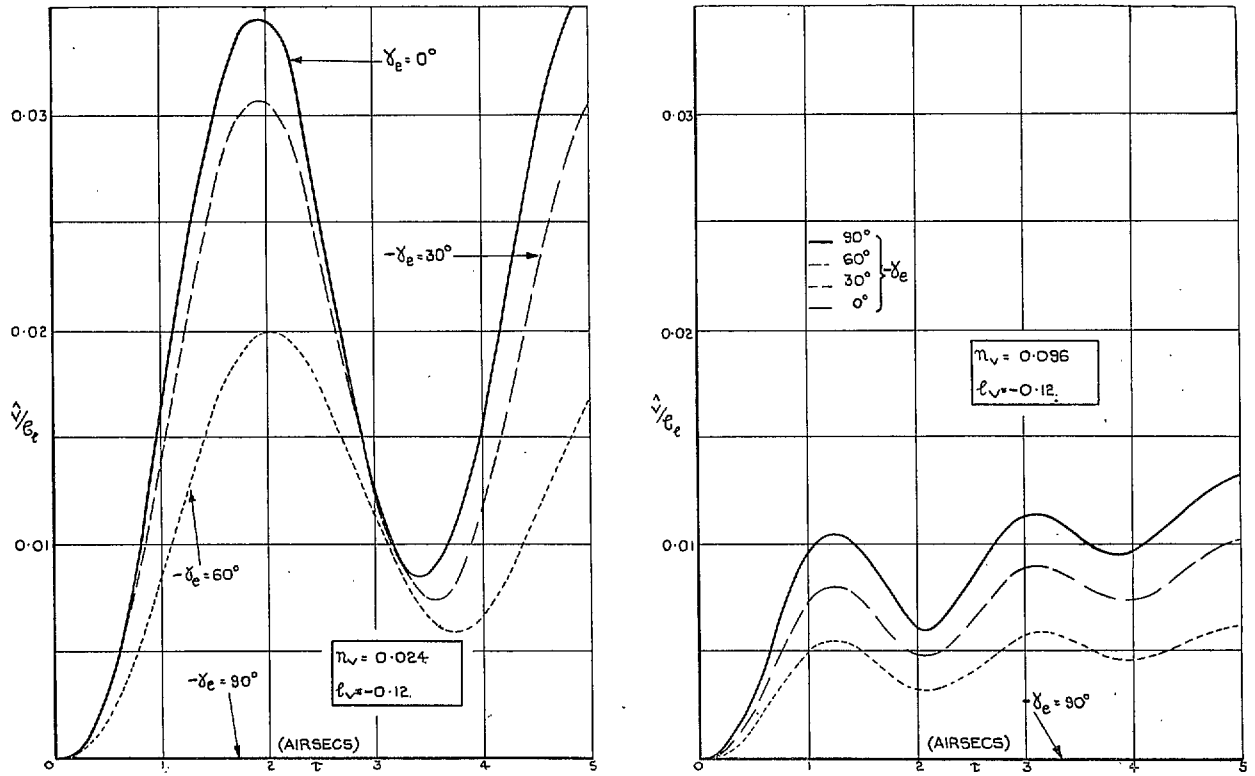 γₑ = 0°
0.03
-γₑ = 30°
0.02
v̂/ℓₑ
0.01
-γₑ = 60°
nᵥ = 0.024
ℓᵥ = -0.12.
-γₑ = 90°
(AIRSECS)
0 1 2 τ 3 4 5
0.03
90°
60°
30°
0°
-γₑ
0.02
nᵥ = 0.096
ℓᵥ = -0.12.
v̂/ℓₑ
0.01
-γₑ = 90°
(AIRSECS)
0 1 2 τ 3 4 5